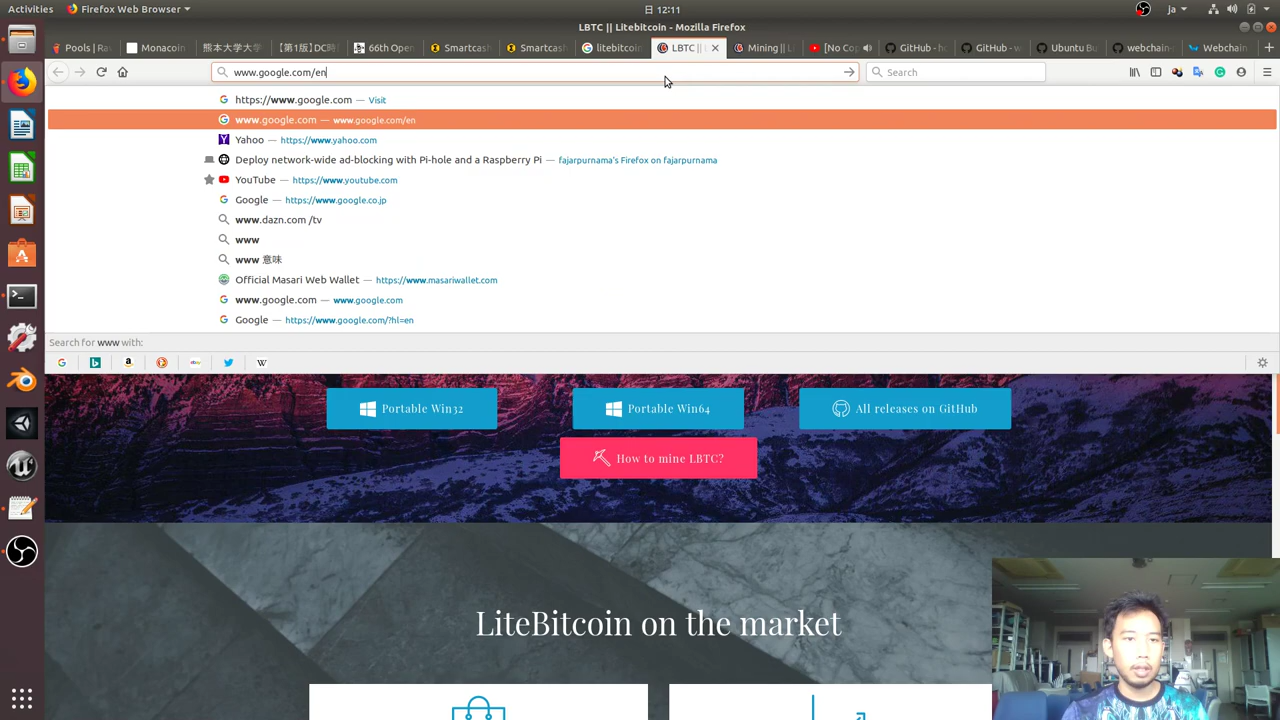 Activities
Firefox Web Browser
日 12:11
ja
LBTC || Litebitcoin - Mozilla Firefox
Pools | Ra
Monacoin
熊本大学大学
【第1版】DC時
66th Open
Smartcash
Smartcash
litebitcoin
LBTC ||
Mining || L
[No Cop
GitHub - ho
GitHub - w
Ubuntu Bu
webchain-
Webchain
www.google.com/en
Search
https://www.google.com — Visit
www.google.com — www.google.com/en
Yahoo — https://www.yahoo.com
Deploy network-wide ad-blocking with Pi-hole and a Raspberry Pi — fajarpurnama's Firefox on fajarpurnama
YouTube — https://www.youtube.com
Google — https://www.google.co.jp
www.dazn.com /tv
www
www 意味
Official Masari Web Wallet — https://www.masariwallet.com
www.google.com — www.google.com
Google — https://www.google.com/?hl=en
Search for www with:
Portable Win32
Portable Win64
All releases on GitHub
How to mine LBTC?
LiteBitcoin on the market